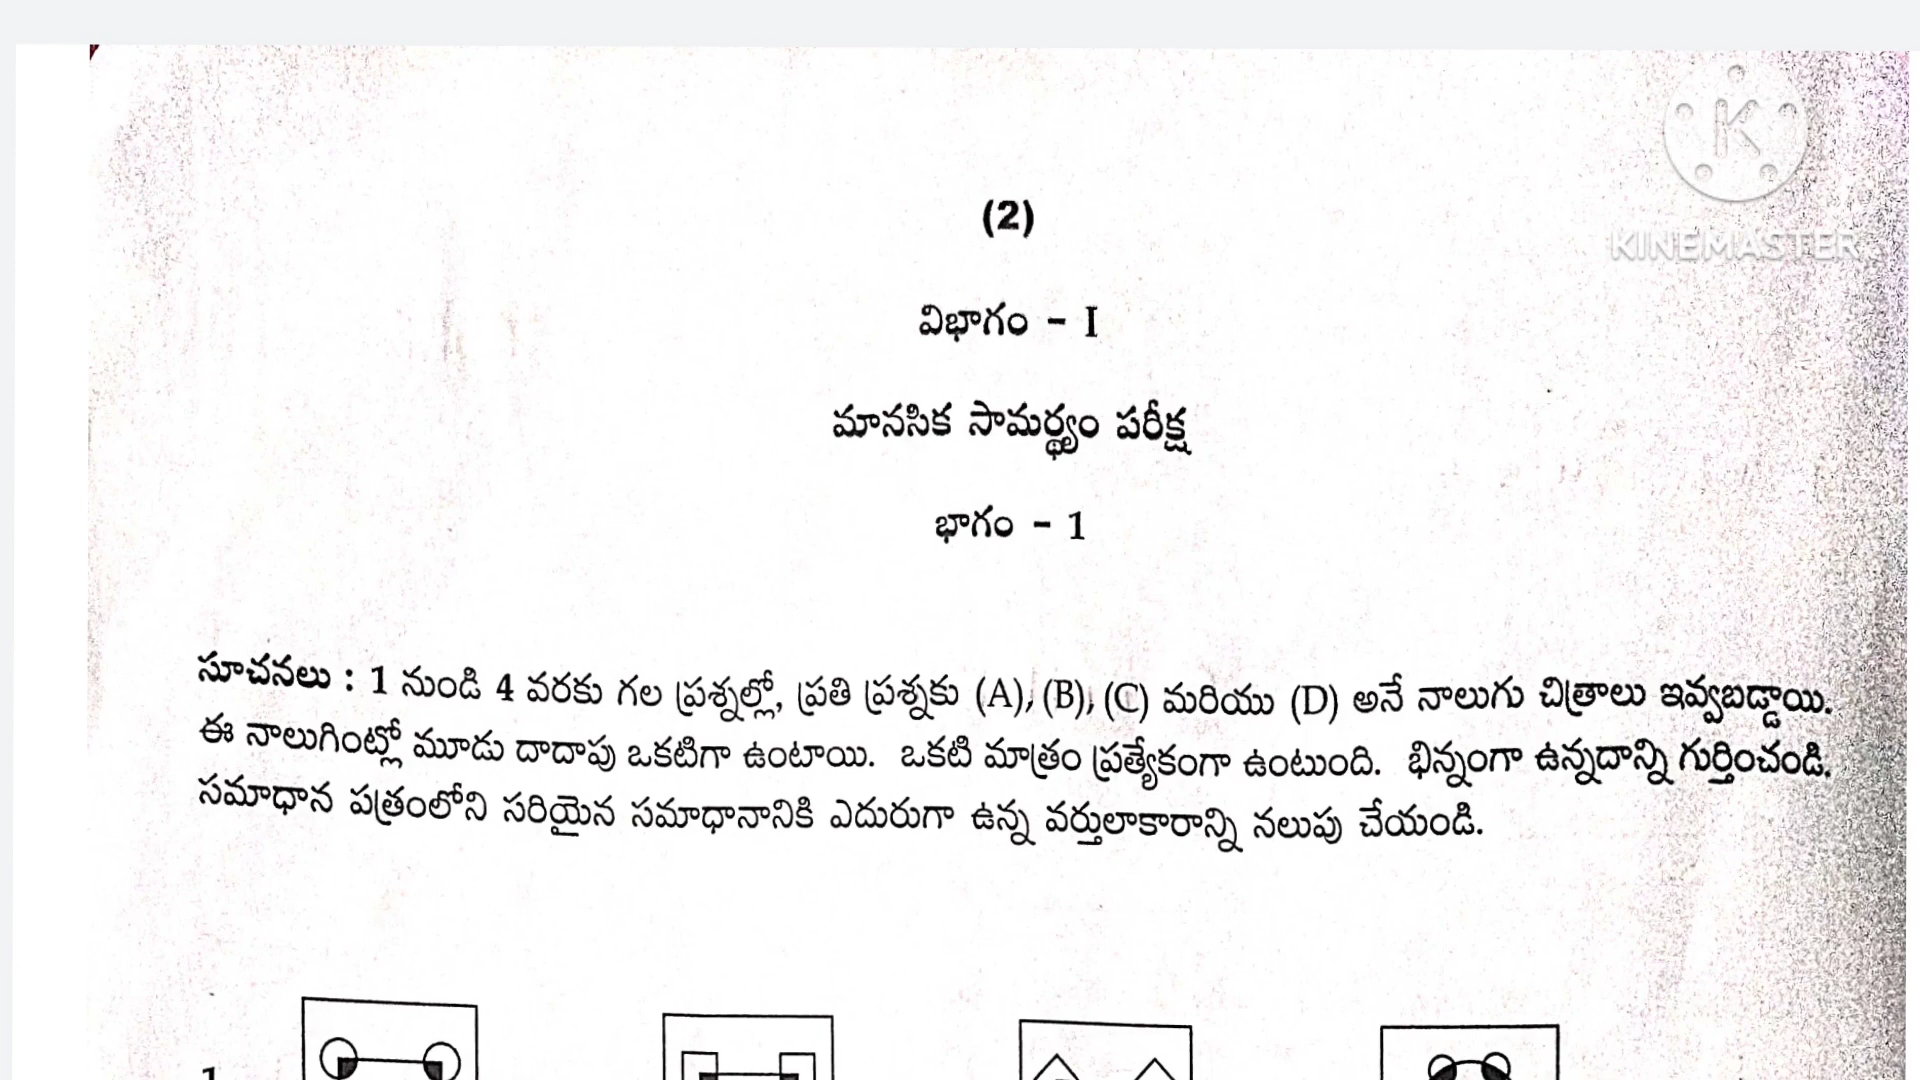 KINEMASTER
(2)
విభాగం - I
మానసిక సామర్థ్యం పరీక్ష
భాగం - 1
సూచనలు : 1 నుండి 4 వరకు గల ప్రశ్నల్లో, ప్రతి ప్రశ్నకు (A), (B), (C) మరియు (D) అనే నాలుగు చిత్రాలు ఇవ్వబడ్డాయి.
ఈ నాలుగింట్లో మూడు దాదాపు ఒకటిగా ఉంటాయి. ఒకటి మాత్రం ప్రత్యేకంగా ఉంటుంది. భిన్నంగా ఉన్నదాన్ని గుర్తించండి.
సమాధాన పత్రంలోని సరియైన సమాధానానికి ఎదురుగా ఉన్న వర్తులాకారాన్ని నలుపు చేయండి.